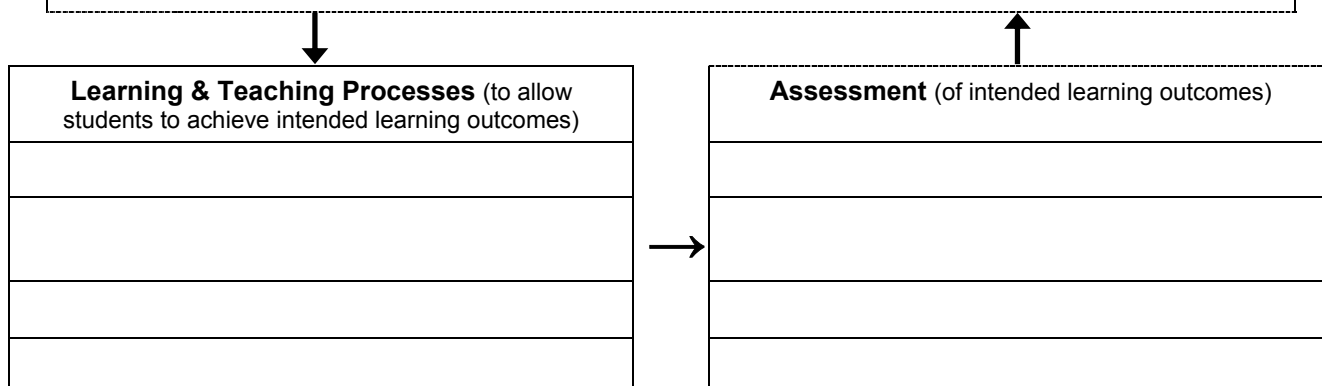 Learning & Teaching Processes (to allow
students to achieve intended learning outcomes)
Assessment (of intended learning outcomes)